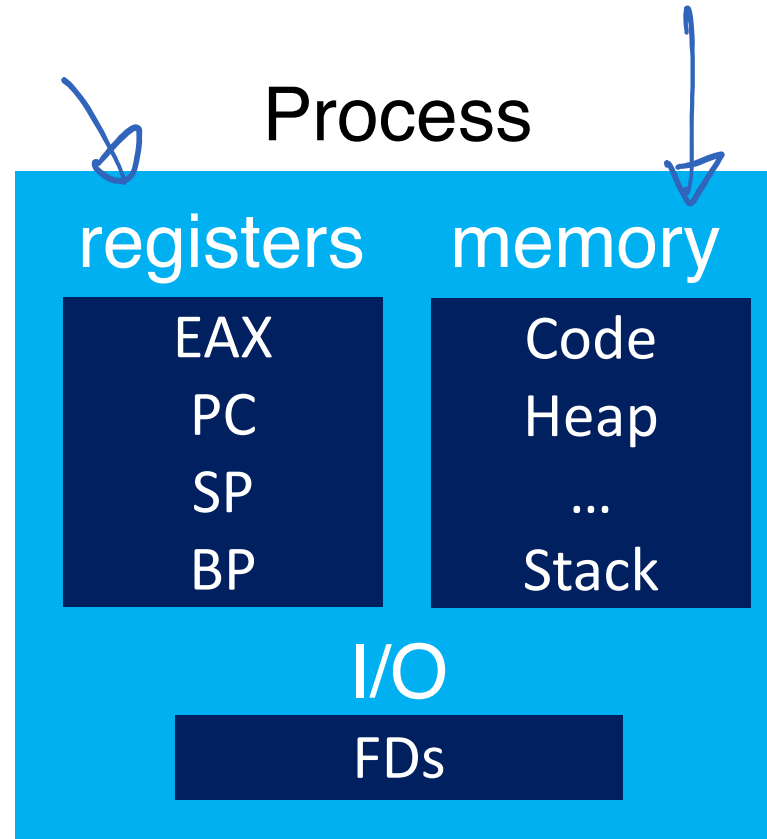 Process
registers
memory
EAX
PC
SP
BP
Code
Heap
...
Stack
I/O
FDs